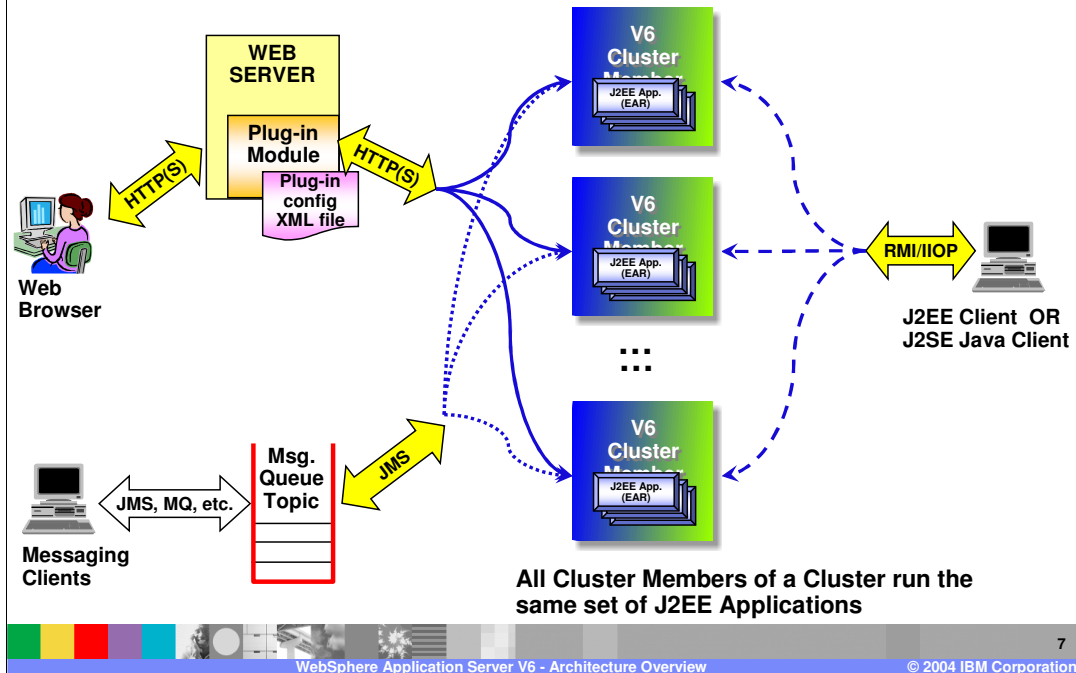 WEB
SERVER
Plug-in
Module
Plug-in
config
XML file
HTTP(S)
HTTP(S)
Web
Browser
V6
Cluster
Member
J2EE App.
(EAR)
V6
Cluster
Member
J2EE App.
(EAR)
...
...
V6
Cluster
Member
J2EE App.
(EAR)
RMI/IIOP
J2EE Client OR
J2SE Java Client
Msg.
Queue
Topic
JMS
JMS, MQ, etc.
Messaging
Clients
All Cluster Members of a Cluster run the
same set of J2EE Applications
7
WebSphere Application Server V6 - Architecture Overview
© 2004 IBM Corporation